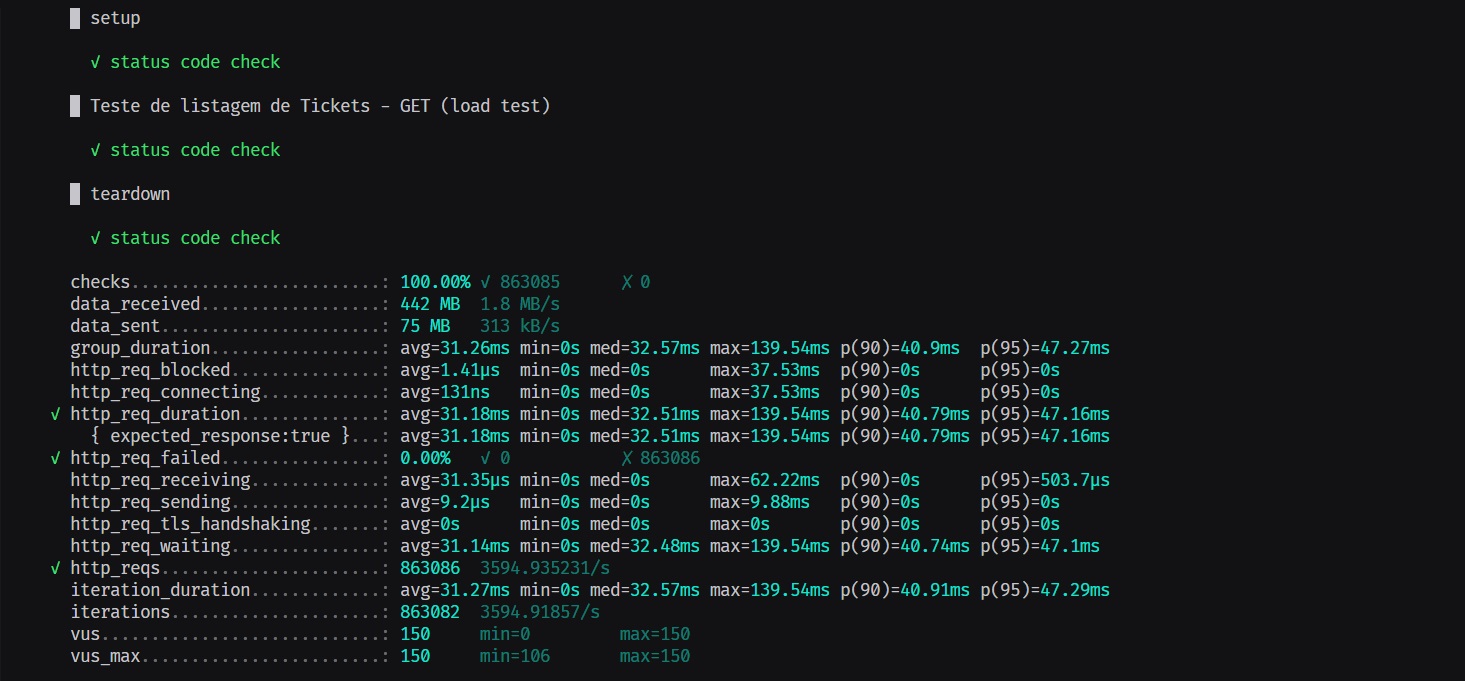 █ setup
✓ status code check
█ Teste de listagem de Tickets - GET (load test)
✓ status code check
█ teardown
✓ status code check
checks.........................: 100.00% ✓ 863085      ✗ 0
data_received..................: 442 MB  1.8 MB/s
data_sent......................: 75 MB   313 kB/s
group_duration.................: avg=31.26ms min=0s med=32.57ms max=139.54ms p(90)=40.9ms  p(95)=47.27ms
http_req_blocked...............: avg=1.41µs  min=0s med=0s      max=37.53ms  p(90)=0s      p(95)=0s
http_req_connecting............: avg=131ns   min=0s med=0s      max=37.53ms  p(90)=0s      p(95)=0s
✓ http_req_duration..............: avg=31.18ms min=0s med=32.51ms max=139.54ms p(90)=40.79ms p(95)=47.16ms
{ expected_response:true }...: avg=31.18ms min=0s med=32.51ms max=139.54ms p(90)=40.79ms p(95)=47.16ms
✓ http_req_failed................: 0.00%   ✓ 0           ✗ 863086
http_req_receiving.............: avg=31.35µs min=0s med=0s      max=62.22ms  p(90)=0s      p(95)=503.7µs
http_req_sending...............: avg=9.2µs   min=0s med=0s      max=9.88ms   p(90)=0s      p(95)=0s
http_req_tls_handshaking.......: avg=0s      min=0s med=0s      max=0s       p(90)=0s      p(95)=0s
http_req_waiting...............: avg=31.14ms min=0s med=32.48ms max=139.54ms p(90)=40.74ms p(95)=47.1ms
✓ http_reqs......................: 863086  3594.935231/s
iteration_duration.............: avg=31.27ms min=0s med=32.57ms max=139.54ms p(90)=40.91ms p(95)=47.29ms
iterations.....................: 863082  3594.91857/s
vus............................: 150     min=0         max=150
vus_max........................: 150     min=106       max=150